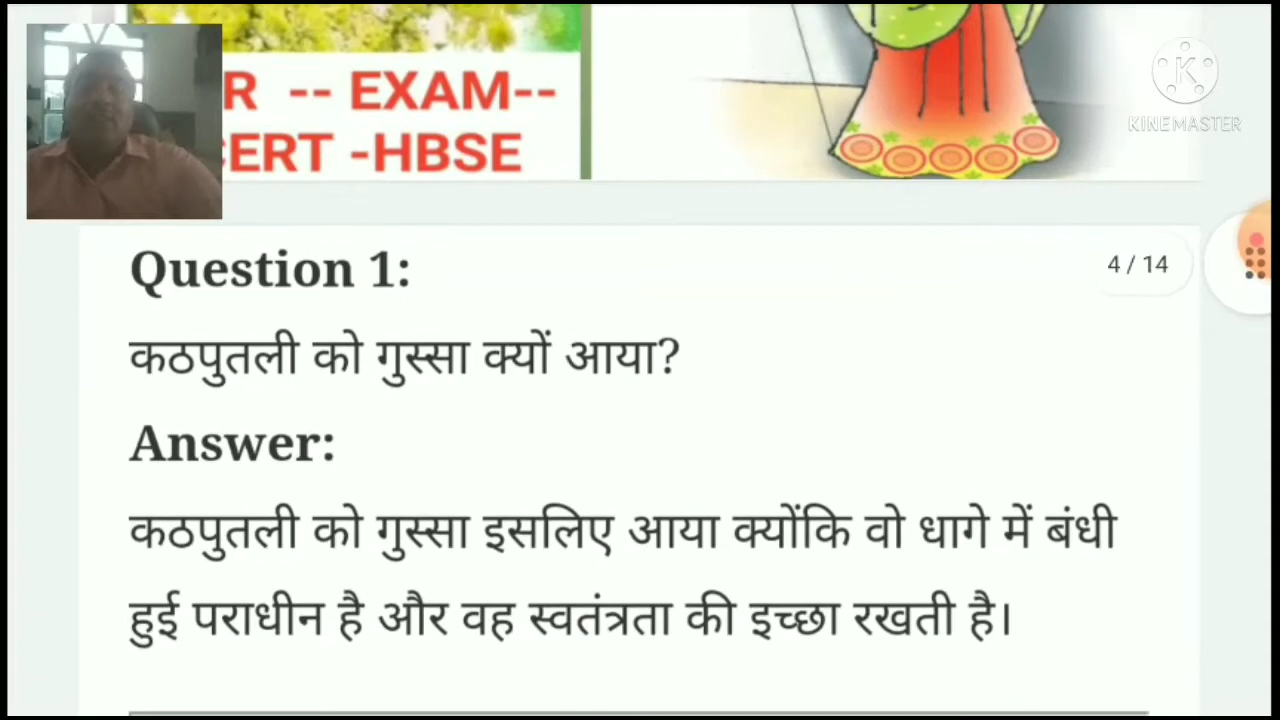 R -- EXAM--
CERT -HBSE
KINEMASTER
Question 1:
4 / 14
कठपुतली को गुस्सा क्यों आया?
Answer:
कठपुतली को गुस्सा इसलिए आया क्योंकि वो धागे में बंधी
हुई पराधीन है और वह स्वतंत्रता की इच्छा रखती है।